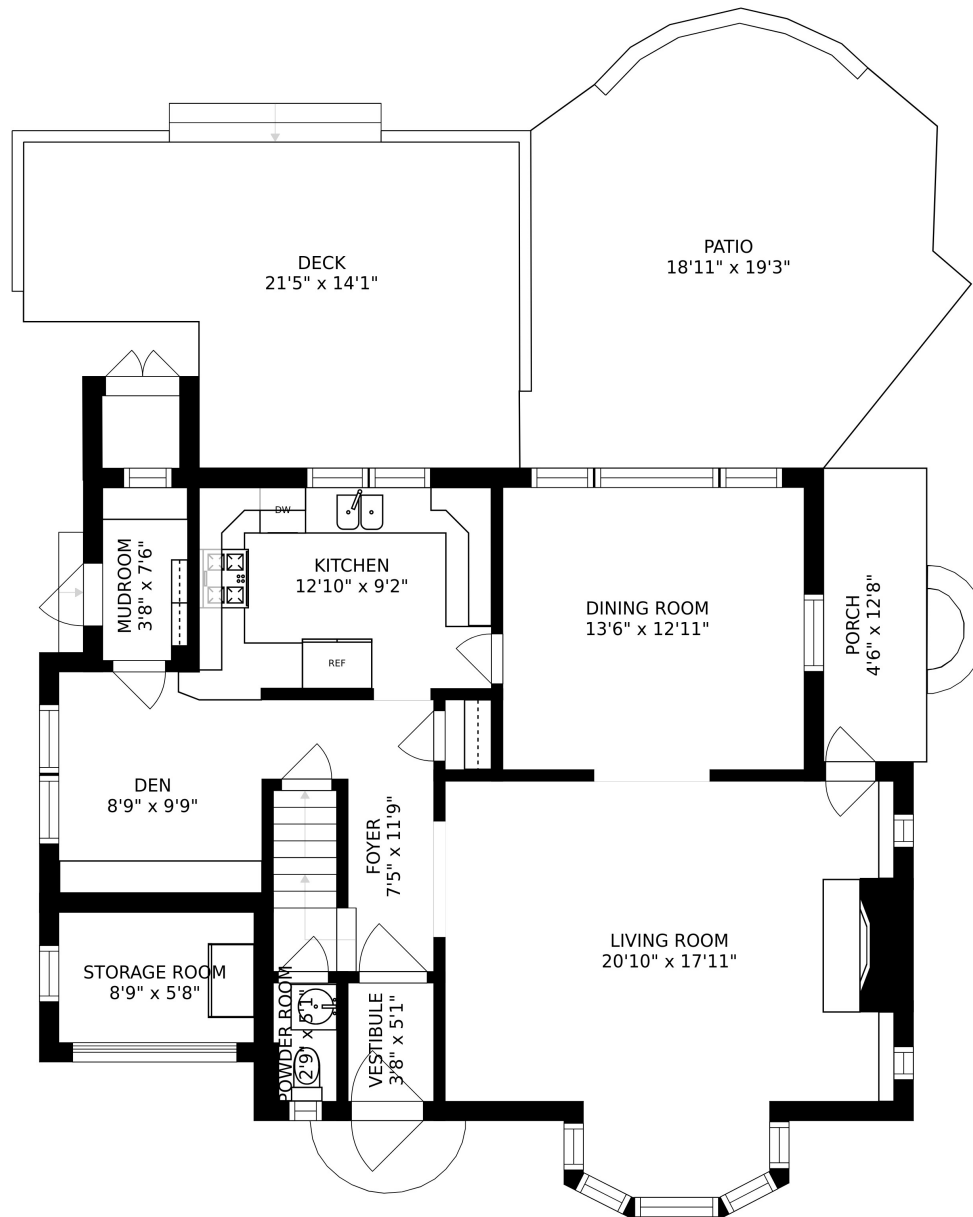 PATIO
18'11" x 19'3"
DECK
21'5" x 14'1"
DW
KITCHEN
12'10" x 9'2"
MUDROOM
3'8" x 7'6"
DINING ROOM
13'6" x 12'11"
PORCH
4'6" x 12'8"
REF
DEN
8'9" x 9'9"
FOYER
7'5" x 11'9"
LIVING ROOM
20'10" x 17'11"
STORAGE ROOM
8'9" x 5'8"
POWDER ROOM
2'9" x 5'1"
VESTIBULE
3'8" x 5'1"